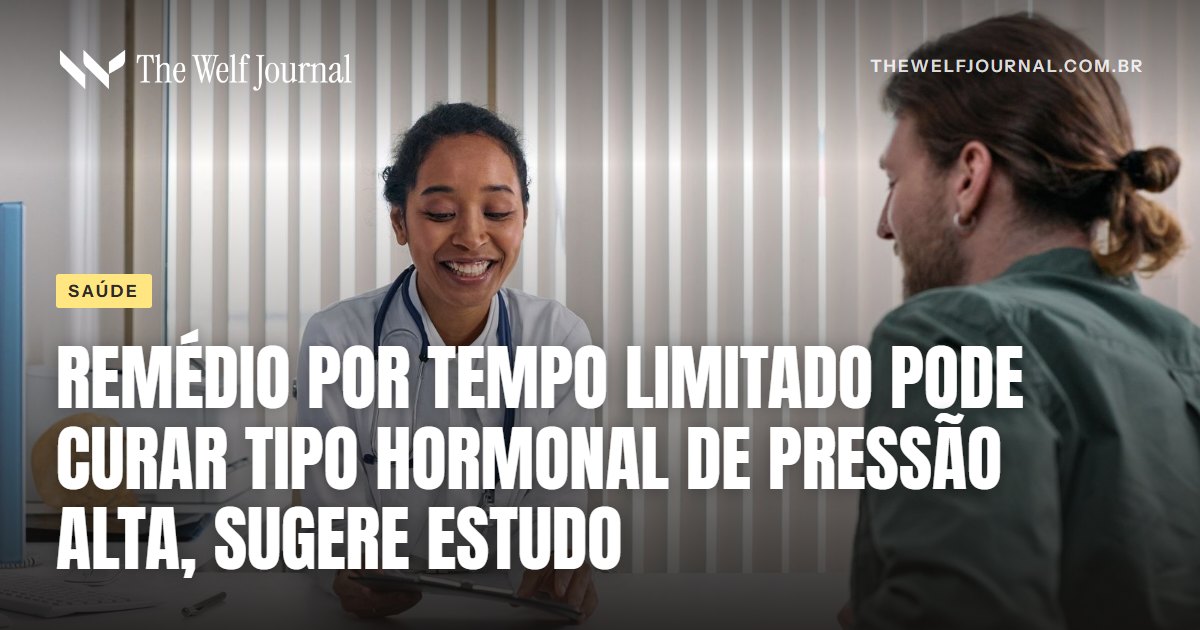 The Welf Journal
THEWELFJOURNAL.COM.BR
SAÚDE
REMÉDIO POR TEMPO LIMITADO PODE
CURAR TIPO HORMONAL DE PRESSÃO
ALTA, SUGERE ESTUDO